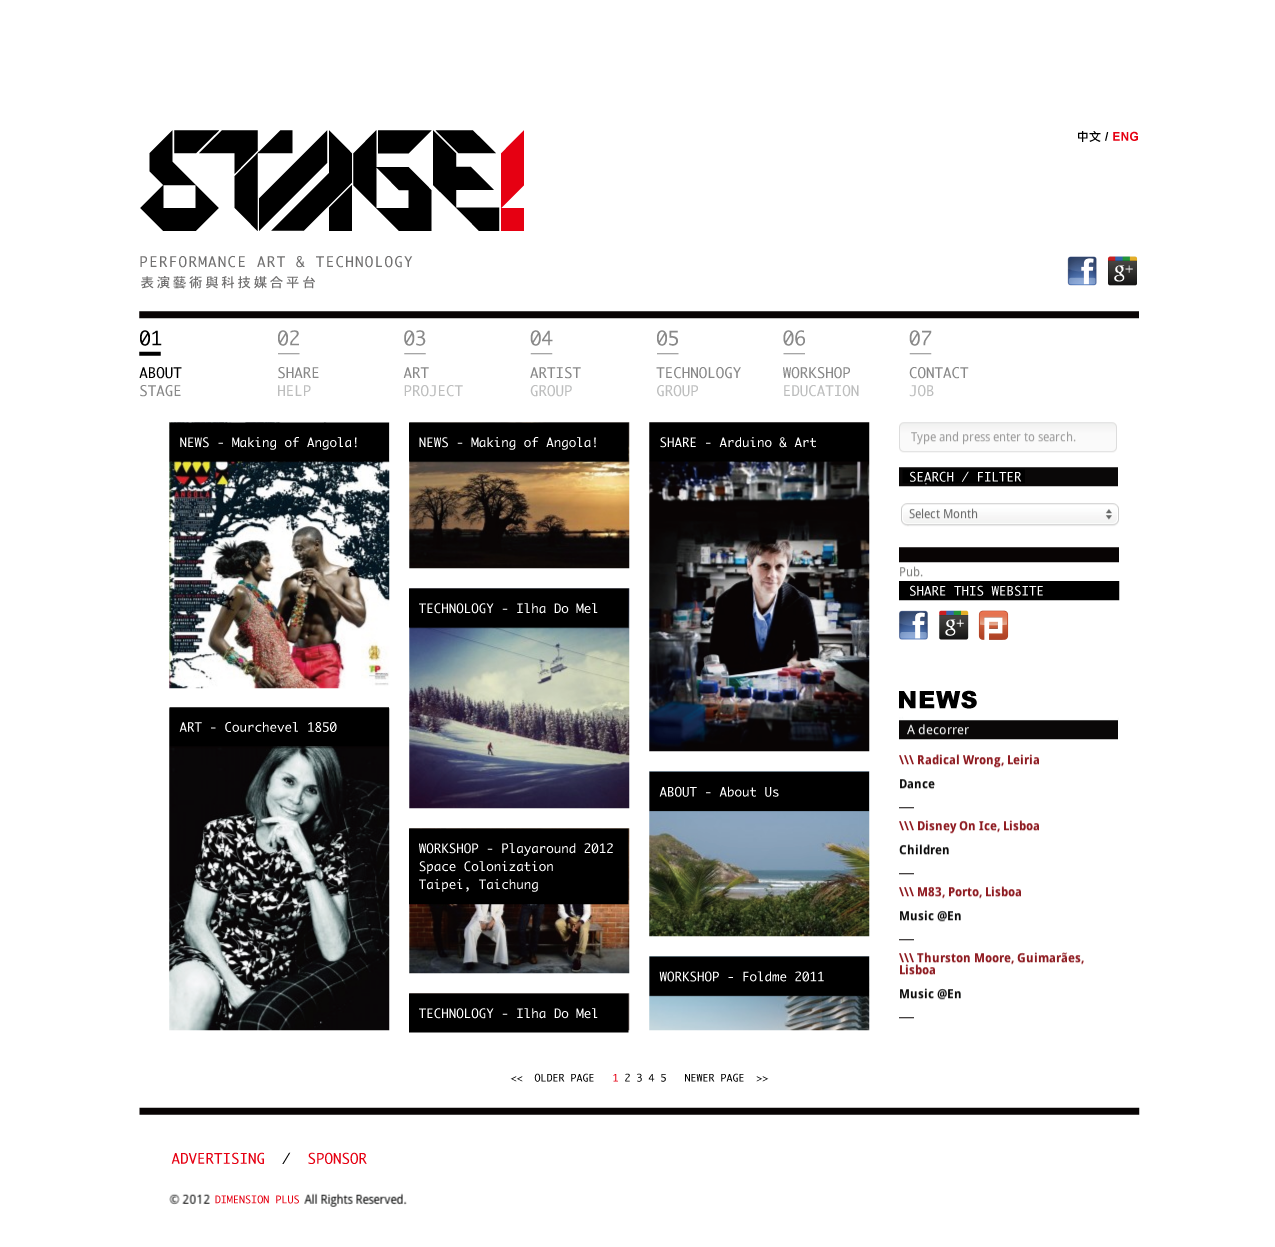 STAGE!
中文 / ENG
PERFORMANCE ART & TECHNOLOGY
表演藝術與科技媒合平台
01 02 03 04 05 06 07
ABOUT SHARE ART ARTIST TECHNOLOGY WORKSHOP CONTACT
STAGE HELP PROJECT GROUP GROUP EDUCATION JOB
NEWS - Making of Angola!
ANGOLA
TAP
ART - Courchevel 1850
NEWS - Making of Angola!
TECHNOLOGY - Ilha Do Mel
WORKSHOP - Playaround 2012
Space Colonization
Taipei, Taichung
TECHNOLOGY - Ilha Do Mel
SHARE - Arduino & Art
ABOUT - About Us
WORKSHOP - Foldme 2011
Type and press enter to search.
SEARCH / FILTER
Select Month
Pub.
SHARE THIS WEBSITE
NEWS
A decorrer
\\\ Radical Wrong, Leiria
Dance
__
\\\ Disney On Ice, Lisboa
Children
__
\\\ M83, Porto, Lisboa
Music @En
__
\\\ Thurston Moore, Guimarães,
Lisboa
Music @En
__
<< OLDER PAGE 1 2 3 4 5 NEWER PAGE >>
ADVERTISING / SPONSOR
© 2012 DIMENSION PLUS All Rights Reserved.